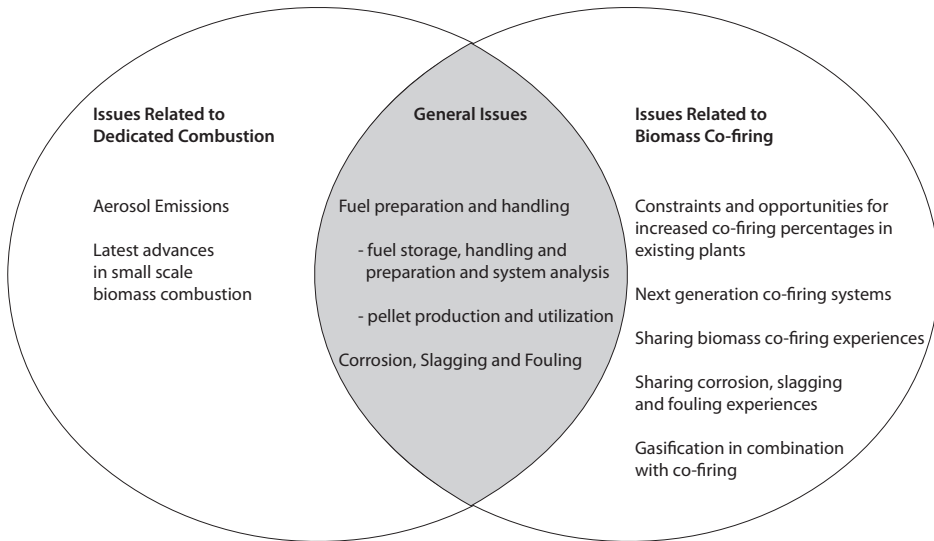 Issues Related to
Dedicated Combustion
Aerosol Emissions
Latest advances
in small scale
biomass combustion
General Issues
Fuel preparation and handling
- fuel storage, handling and
preparation and system analysis
- pellet production and utilization
Corrosion, Slagging and Fouling
Issues Related to
Biomass Co-firing
Constraints and opportunities for
increased co-firing percentages in
existing plants
Next generation co-firing systems
Sharing biomass co-firing experiences
Sharing corrosion, slagging
and fouling experiences
Gasification in combination
with co-firing